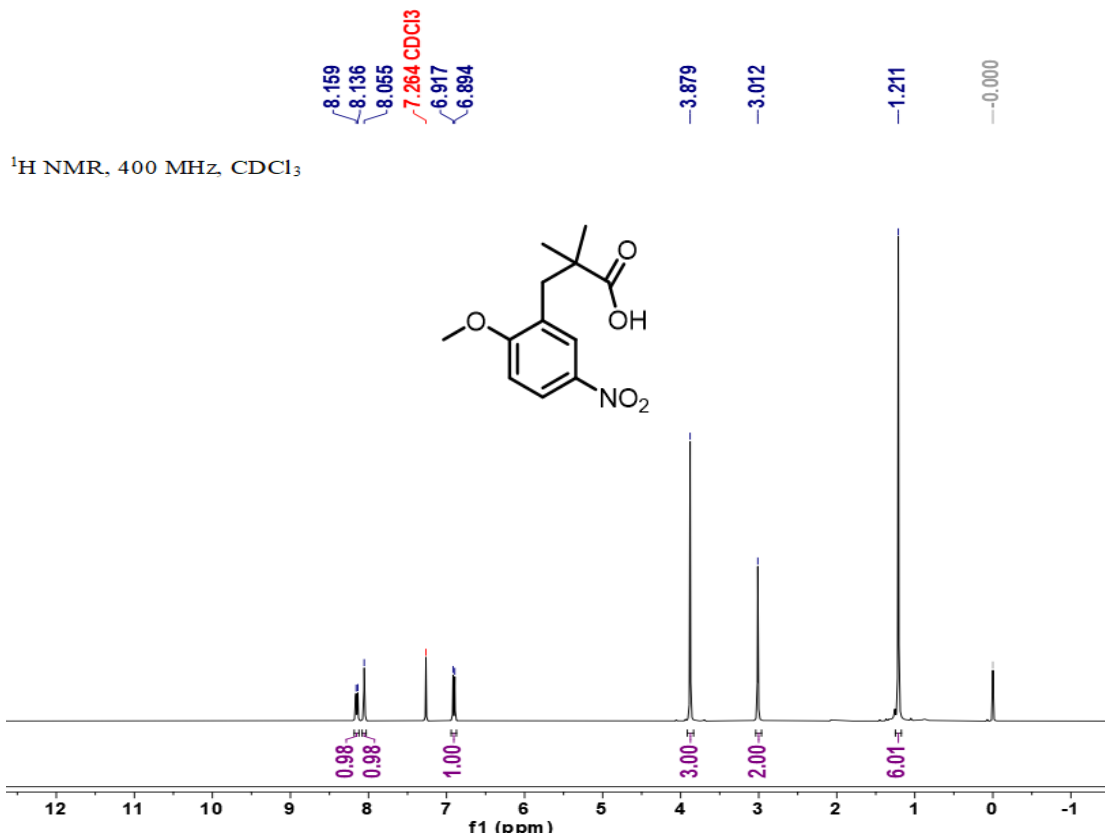 8.159
8.136
8.055
7.264 CDCl3
6.917
6.894
3.879
3.012
1.211
-0.000
¹H NMR, 400 MHz, CDCl₃
O
O
OH
NO₂
0.98
0.98
1.00
3.00
2.00
6.01
12 11 10 9 8 7 6 5 4 3 2 1 0 -1
f1 (ppm)